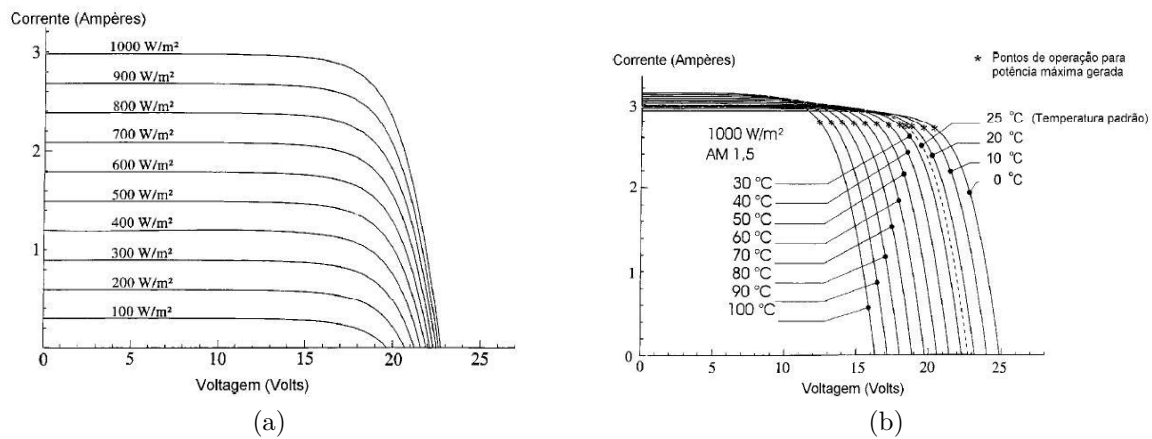 Corrente (Ampères)
3
2
1
0
1000 W/m²
900 W/m²
800 W/m²
700 W/m²
600 W/m²
500 W/m²
400 W/m²
300 W/m²
200 W/m²
100 W/m²
0 5 10 15 20 25
Voltagem (Volts)
(a)
Corrente (Ampères)
* Pontos de operação para
potência máxima gerada
3
2
1
0
1000 W/m²
AM 1,5
25 °C (Temperatura padrão)
20 °C
10 °C
0 °C
30 °C
40 °C
50 °C
60 °C
70 °C
80 °C
90 °C
100 °C
0 5 10 15 20 25
Voltagem (Volts)
(b)